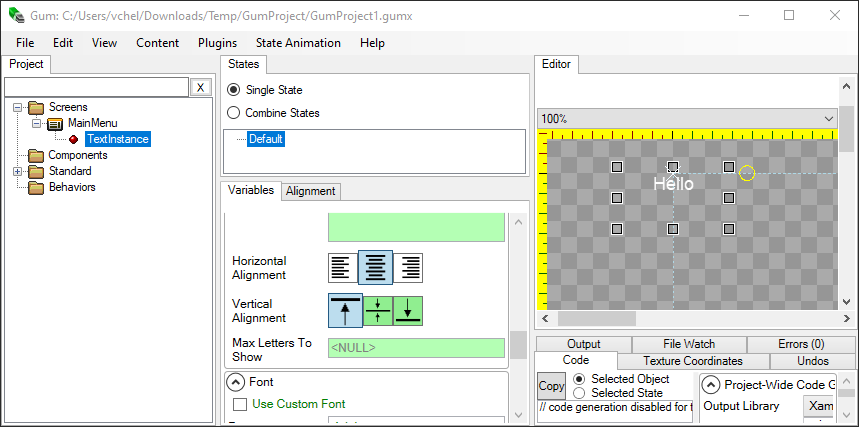 Gum: C:/Users/vchel/Downloads/Temp/GumProject/GumProject1.gumx
File Edit View Content Plugins State Animation Help
Project
X
Screens
MainMenu
TextInstance
Components
Standard
Behaviors
States
Single State
Combine States
Default
Variables Alignment
Horizontal
Alignment
Vertical
Alignment
Max Letters To
Show
<NULL>
Font
Use Custom Font
Editor
100%
Hello
Output File Watch Errors (0)
Code Texture Coordinates Undos
Copy
Selected Object
Selected State
// code generation disabled for
Project-Wide Code G
Output Library
Xam